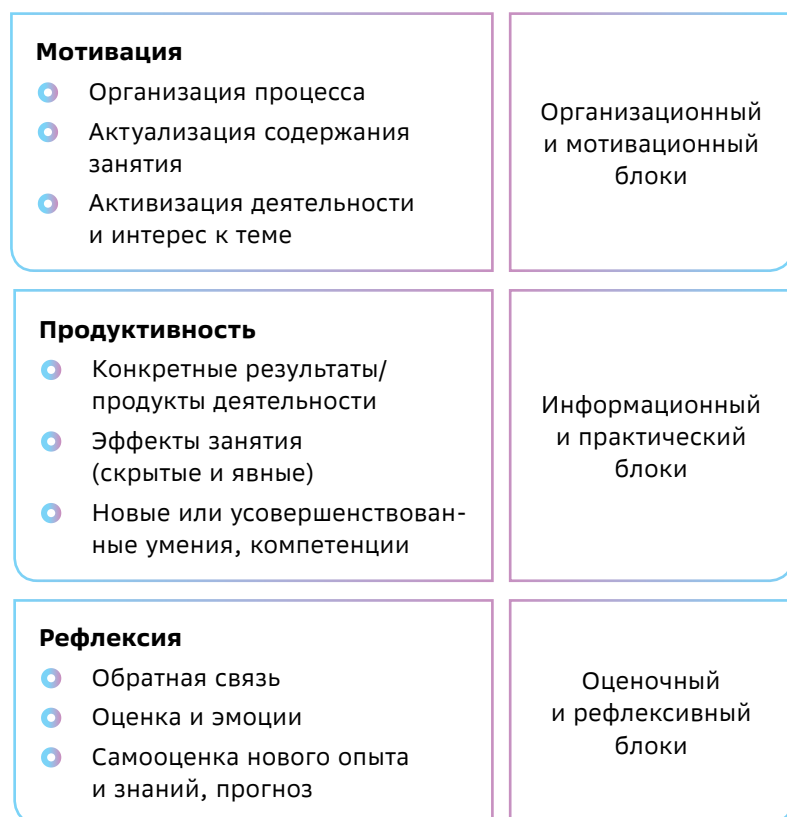 Мотивация
Организация процесса
Актуализация содержания
занятия
Активизация деятельности
и интерес к теме
Организационный
и мотивационный
блоки
Продуктивность
Конкретные результаты/
продукты деятельности
Эффекты занятия
(скрытые и явные)
Новые или усовершенствован-
ные умения, компетенции
Информационный
и практический
блоки
Рефлексия
Обратная связь
Оценка и эмоции
Самооценка нового опыта
и знаний, прогноз
Оценочный
и рефлексивный
блоки